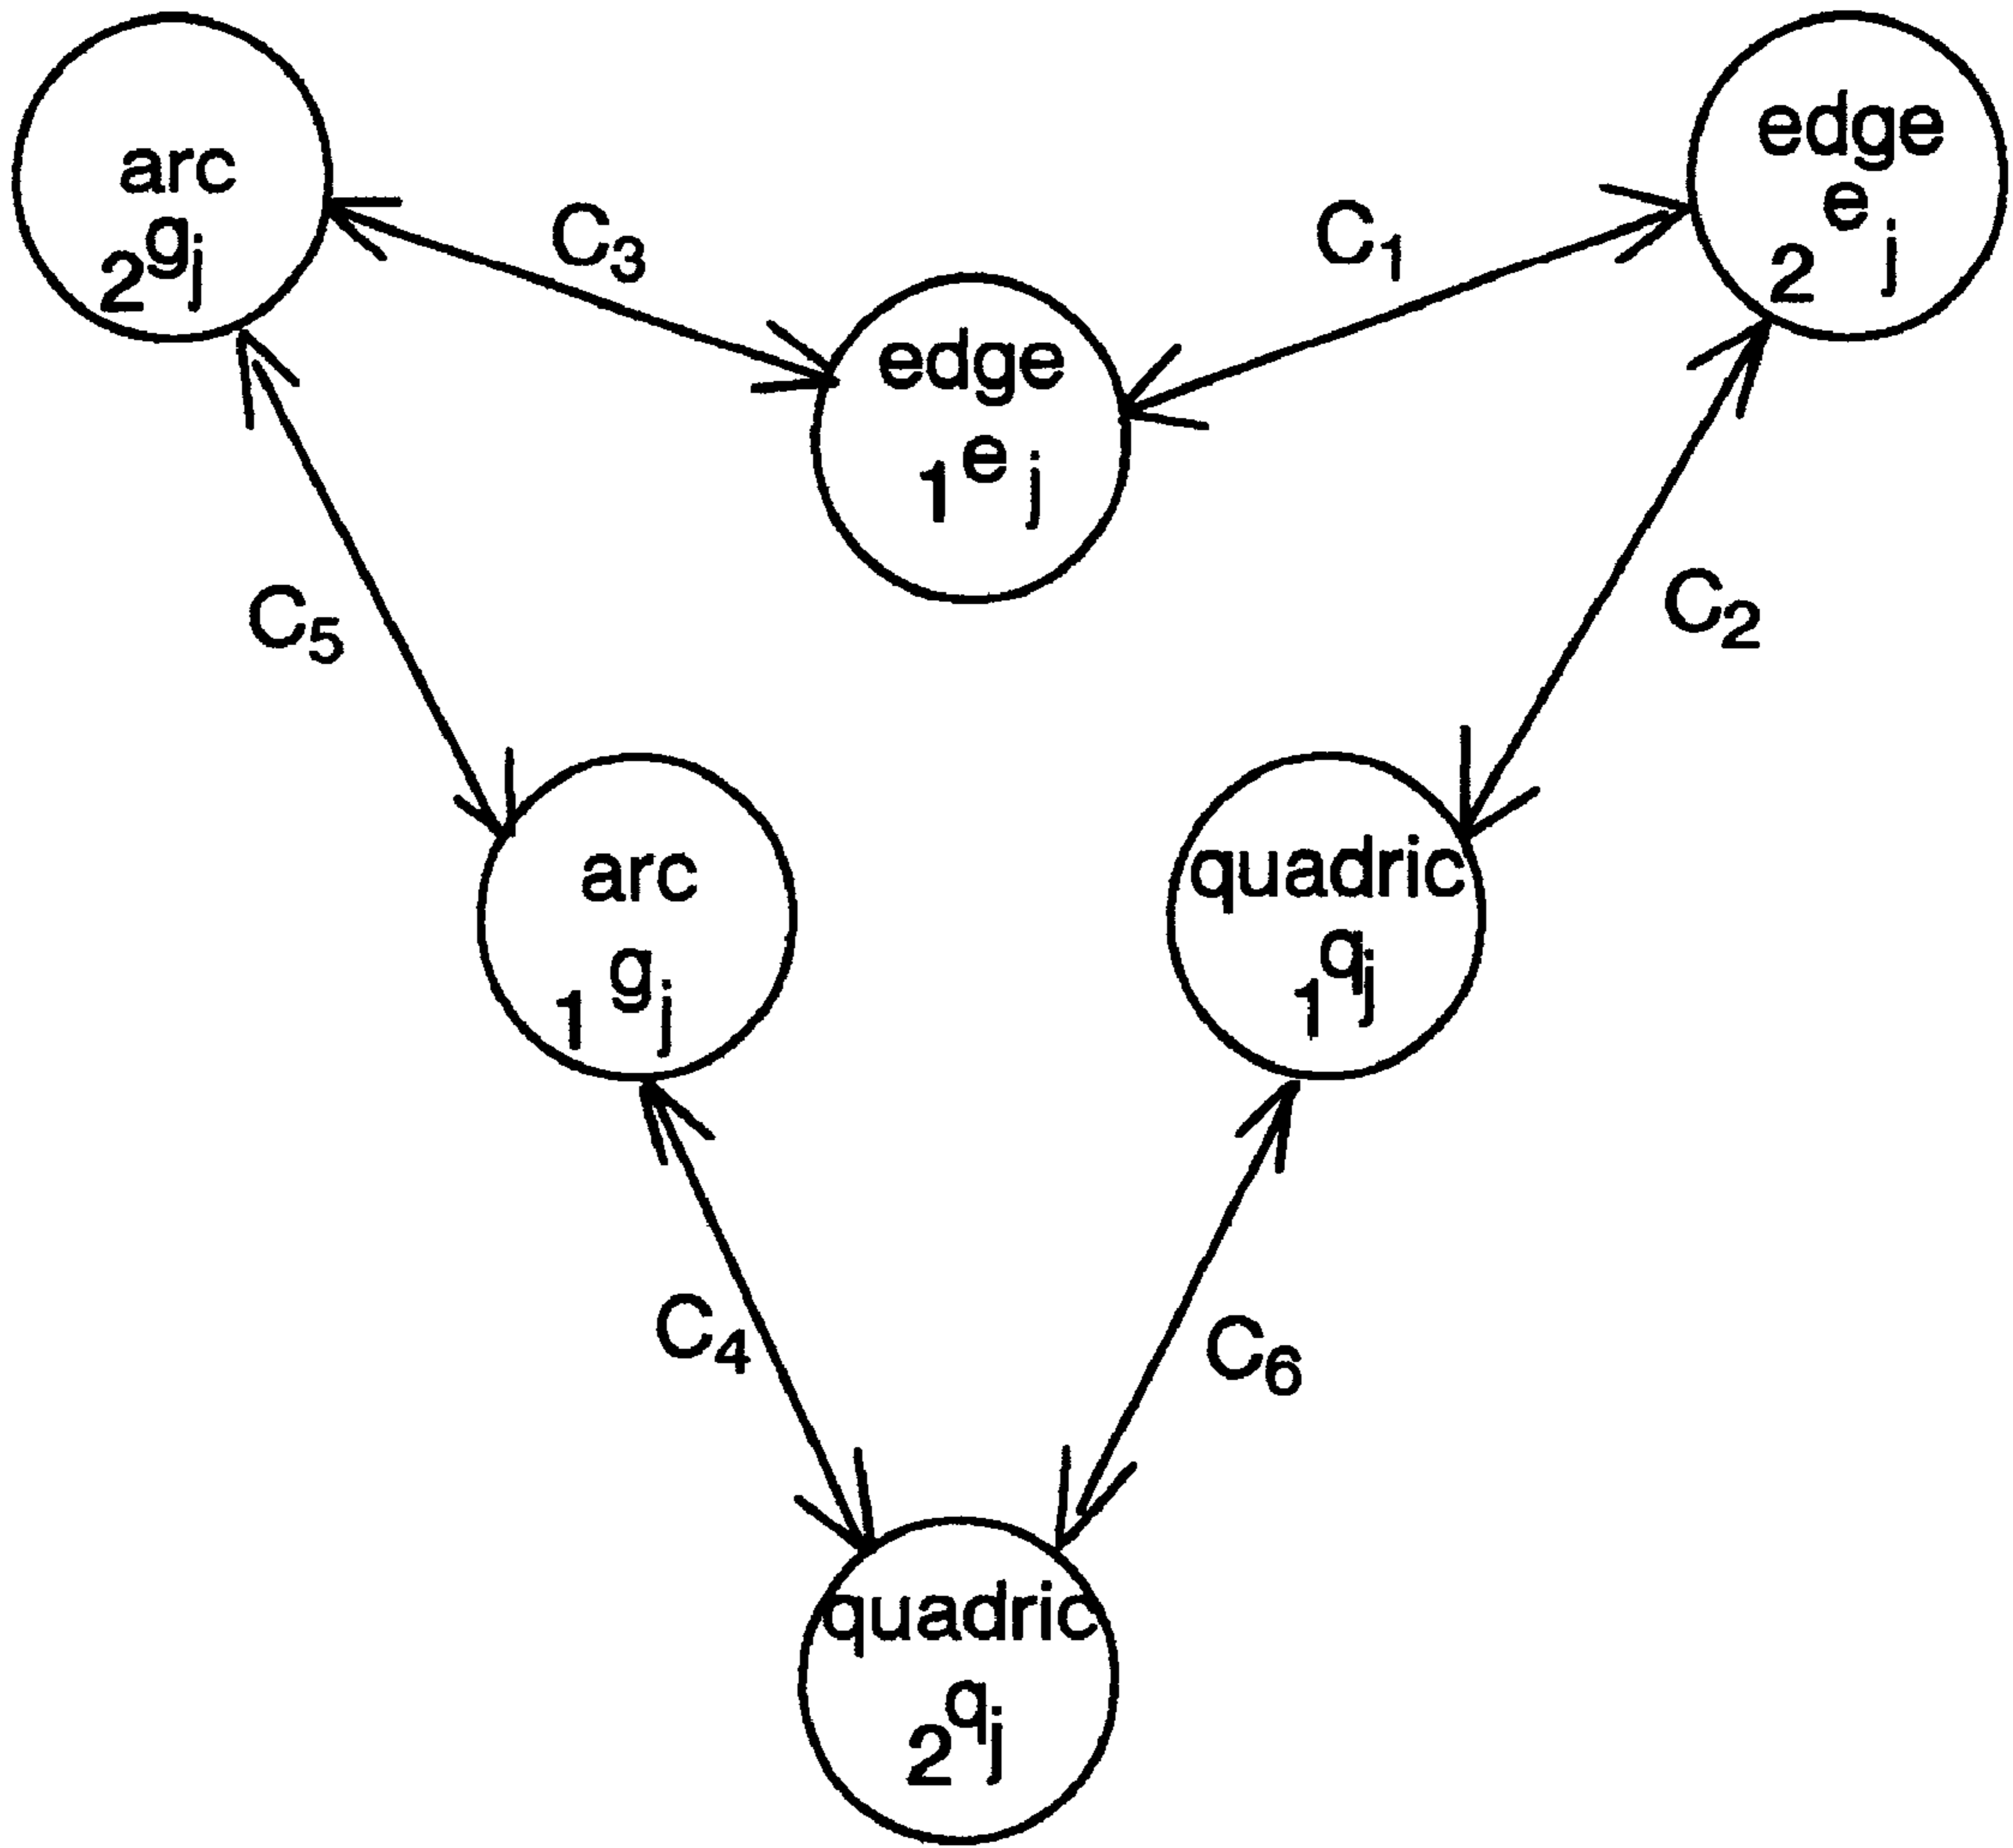 arc
2gj
C3
C1
edge
2ej
edge
1ej
C5
C2
arc
1gj
quadric
1qj
C4
C6
quadric
2qj